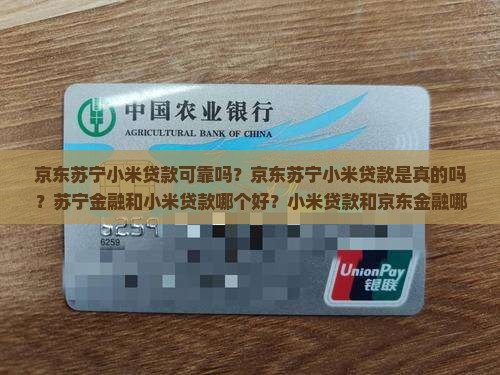 中国农业银行
AGRICULTURAL BANK OF CHINA
京东苏宁小米贷款可靠吗？京东苏宁小米贷款是真的吗
？苏宁金融和小米贷款哪个好？小米贷款和京东金融哪
6259
6259
UnionPay
银联